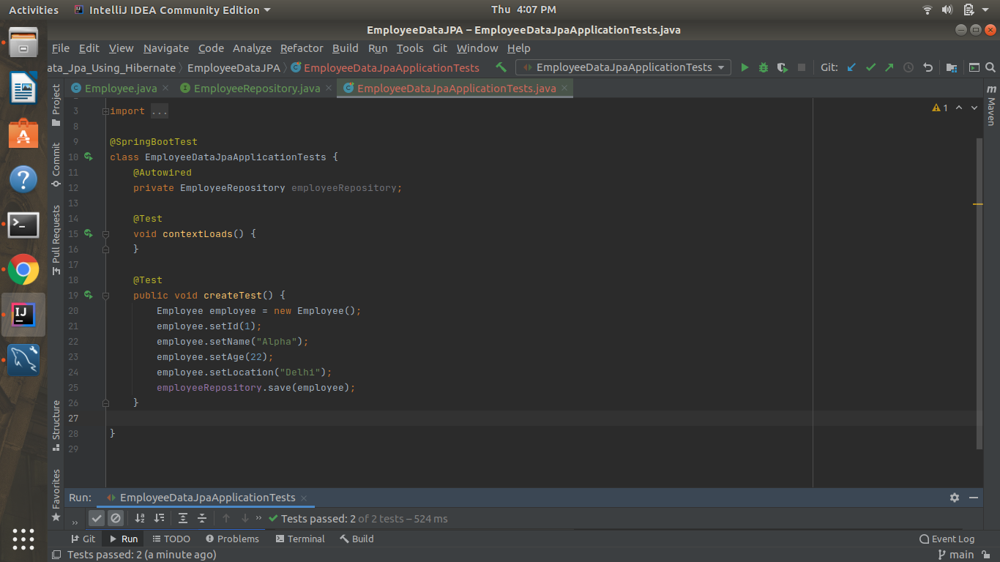 Activities IntelliJ IDEA Community Edition Thu 4:07 PM
EmployeeDataJPA – EmployeeDataJpaApplicationTests.java
File Edit View Navigate Code Analyze Refactor Build Run Tools Git Window Help
ata_Jpa_Using_Hibernate EmployeeDataJPA EmployeeDataJpaApplicationTests EmployeeDataJpaApplicationTests Git:
Employee.java EmployeeRepository.java EmployeeDataJpaApplicationTests.java
Project
Commit
Pull Requests
Structure
Favorites
Maven
1
3 import ...
8
9 @SpringBootTest
10 class EmployeeDataJpaApplicationTests {
11 @Autowired
12 private EmployeeRepository employeeRepository;
13
14 @Test
15 void contextLoads() {
16 }
17
18 @Test
19 public void createTest() {
20 Employee employee = new Employee();
21 employee.setId(1);
22 employee.setName("Alpha");
23 employee.setAge(22);
24 employee.setLocation("Delhi");
25 employeeRepository.save(employee);
26 }
27
28 }
29
Run: EmployeeDataJpaApplicationTests
» » Tests passed: 2 of 2 tests – 524 ms
Git Run TODO Problems Terminal Build Event Log
Tests passed: 2 (a minute ago) main